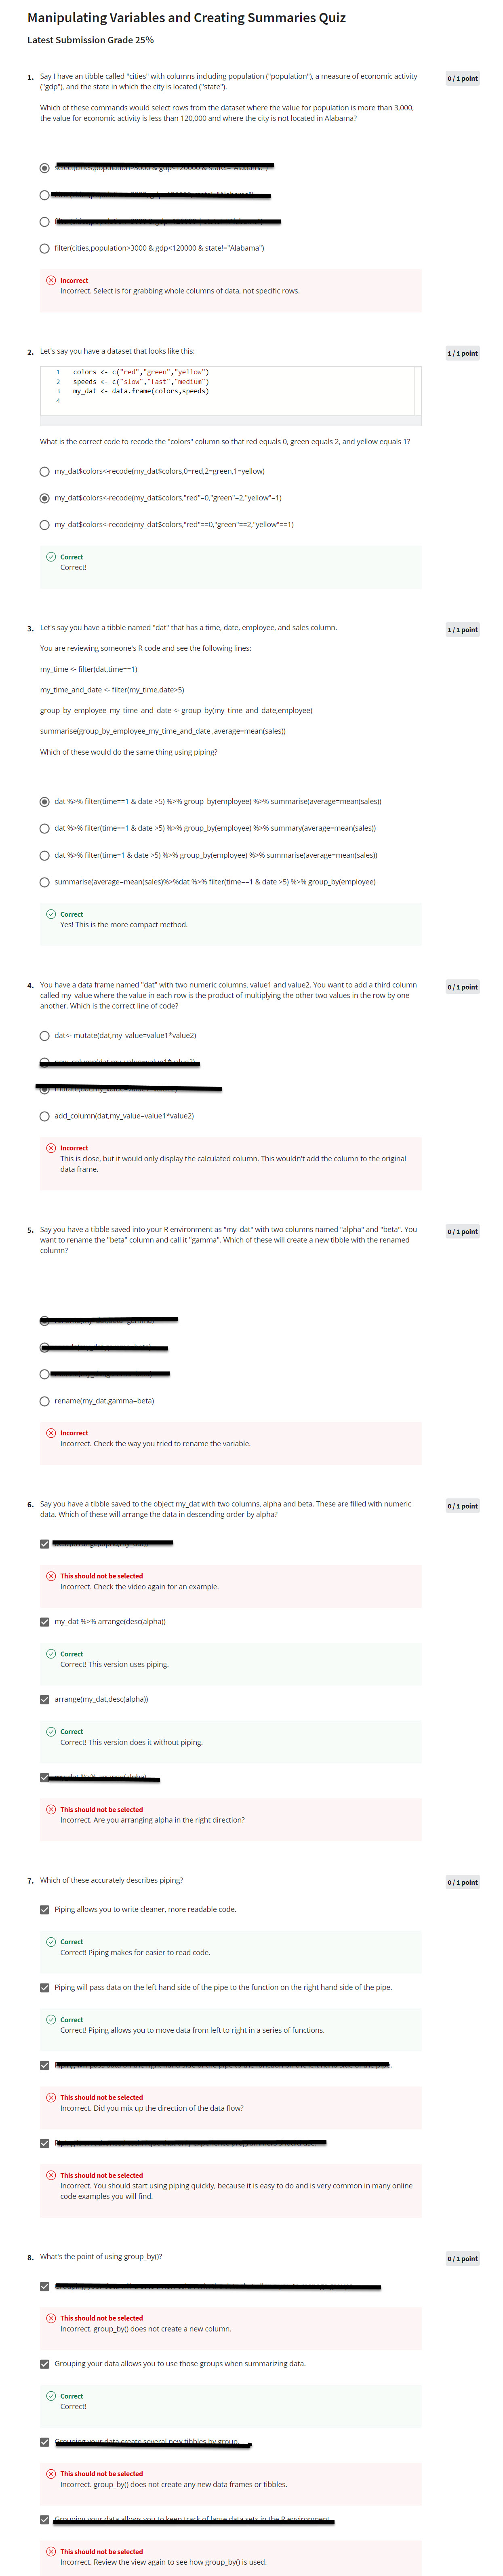 Manipulating Variables and Creating Summaries Quiz
Latest Submission Grade 25%
1. Say I have an tibble called "cities" with columns including population ("population"), a measure of economic activity
("gdp"), and the state in which the city is located ("state").
0 / 1 point
Which of these commands would select rows from the dataset where the value for population is more than 3,000,
the value for economic activity is less than 120,000 and where the city is not located in Alabama?
filter(cities,population>3000 & gdp<120000 & state!="Alabama")
Incorrect
Incorrect. Select is for grabbing whole columns of data, not specific rows.
2. Let's say you have a dataset that looks like this:
1 / 1 point
1 colors <- c("red","green","yellow")
2 speeds <- c("slow","fast","medium")
3 my_dat <- data.frame(colors,speeds)
4
What is the correct code to recode the "colors" column so that red equals 0, green equals 2, and yellow equals 1?
my_dat$colors<-recode(my_dat$colors,0=red,2=green,1=yellow)
my_dat$colors<-recode(my_dat$colors,"red"=0,"green"=2,"yellow"=1)
my_dat$colors<-recode(my_dat$colors,"red"==0,"green"==2,"yellow"==1)
Correct
Correct!
3. Let's say you have a tibble named "dat" that has a time, date, employee, and sales column.
1 / 1 point
You are reviewing someone's R code and see the following lines:
my_time <- filter(dat,time==1)
my_time_and_date <- filter(my_time,date>5)
group_by_employee_my_time_and_date <- group_by(my_time_and_date,employee)
summarise(group_by_employee_my_time_and_date ,average=mean(sales))
Which of these would do the same thing using piping?
dat %>% filter(time==1 & date >5) %>% group_by(employee) %>% summarise(average=mean(sales))
dat %>% filter(time==1 & date >5) %>% group_by(employee) %>% summary(average=mean(sales))
dat %>% filter(time=1 & date >5) %>% group_by(employee) %>% summarise(average=mean(sales))
summarise(average=mean(sales)%>%dat %>% filter(time==1 & date >5) %>% group_by(employee)
Correct
Yes! This is the more compact method.
4. You have a data frame named "dat" with two numeric columns, value1 and value2. You want to add a third column
called my_value where the value in each row is the product of multiplying the other two values in the row by one
another. Which is the correct line of code?
0 / 1 point
dat<- mutate(dat,my_value=value1*value2)
add_column(dat,my_value=value1*value2)
Incorrect
This is close, but it would only display the calculated column. This wouldn't add the column to the original
data frame.
5. Say you have a tibble saved into your R environment as "my_dat" with two columns named "alpha" and "beta". You
want to rename the "beta" column and call it "gamma". Which of these will create a new tibble with the renamed
column?
0 / 1 point
rename(my_dat,gamma=beta)
Incorrect
Incorrect. Check the way you tried to rename the variable.
6. Say you have a tibble saved to the object my_dat with two columns, alpha and beta. These are filled with numeric
data. Which of these will arrange the data in descending order by alpha?
0 / 1 point
This should not be selected
Incorrect. Check the video again for an example.
my_dat %>% arrange(desc(alpha))
Correct
Correct! This version uses piping.
arrange(my_dat,desc(alpha))
Correct
Correct! This version does it without piping.
This should not be selected
Incorrect. Are you arranging alpha in the right direction?
7. Which of these accurately describes piping?
0 / 1 point
Piping allows you to write cleaner, more readable code.
Correct
Correct! Piping makes for easier to read code.
Piping will pass data on the left hand side of the pipe to the function on the right hand side of the pipe.
Correct
Correct! Piping allows you to move data from left to right in a series of functions.
This should not be selected
Incorrect. Did you mix up the direction of the data flow?
This should not be selected
Incorrect. You should start using piping quickly, because it is easy to do and is very common in many online
code examples you will find.
8. What's the point of using group_by()?
0 / 1 point
This should not be selected
Incorrect. group_by() does not create a new column.
Grouping your data allows you to use those groups when summarizing data.
Correct
Correct!
Grouping your data create several new tibbles by group
This should not be selected
Incorrect. group_by() does not create any new data frames or tibbles.
Grouping your data allows you to keep track of large data sets in the R environment
This should not be selected
Incorrect. Review the view again to see how group_by() is used.